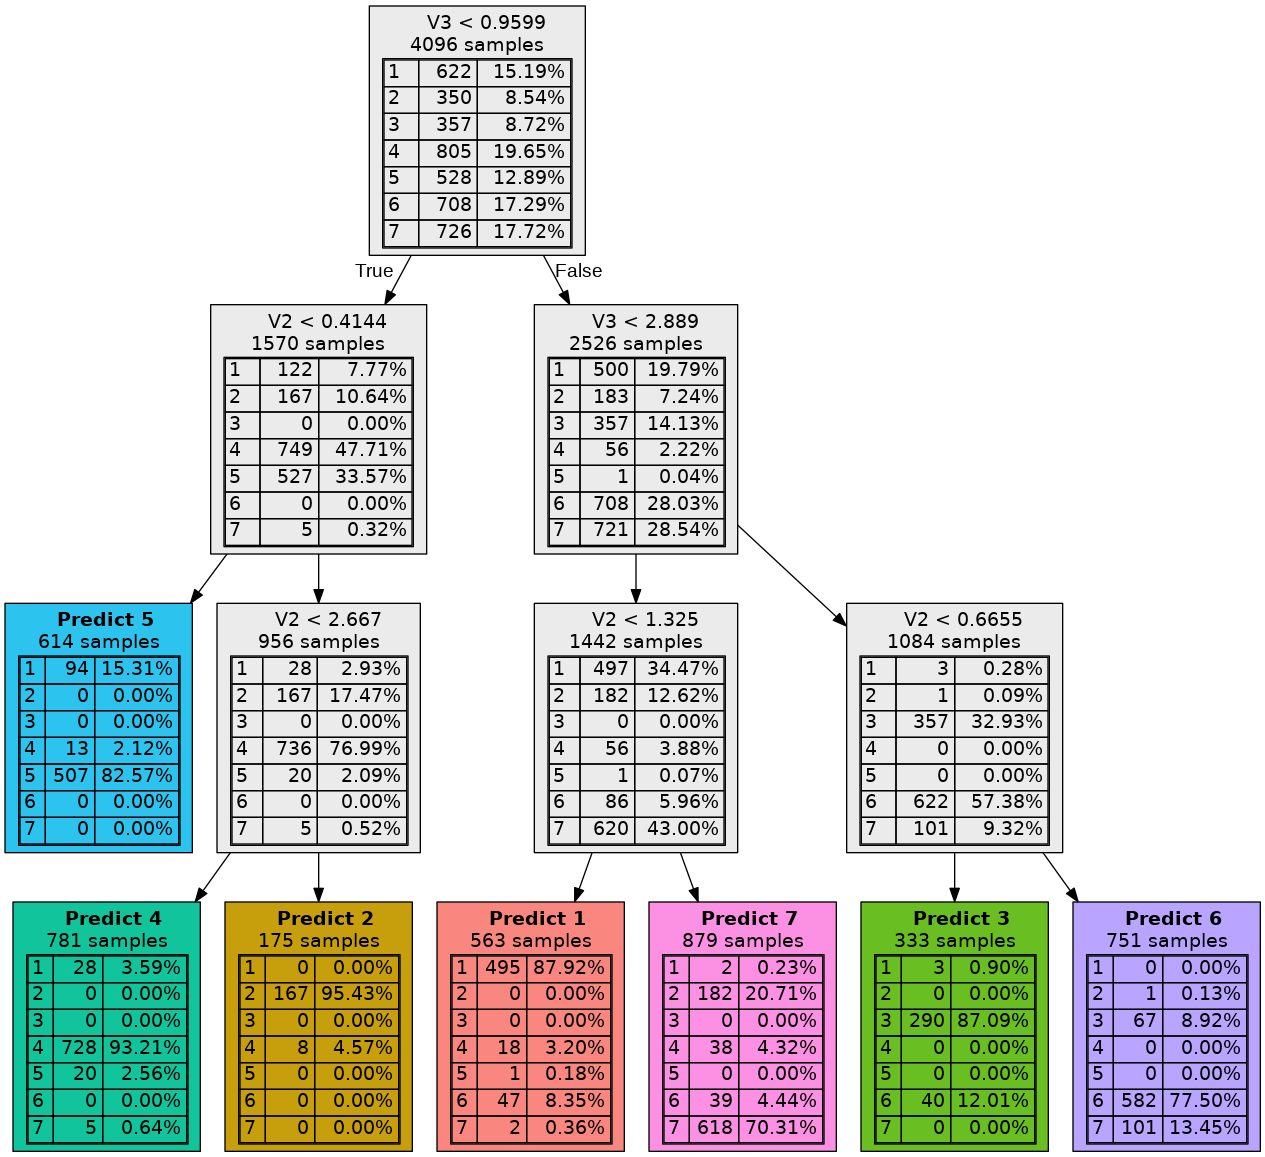 V3 < 0.9599
4096 samples
1 622 15.19%
2 350 8.54%
3 357 8.72%
4 805 19.65%
5 528 12.89%
6 708 17.29%
7 726 17.72%
True
False
V2 < 0.4144
1570 samples
1 122 7.77%
2 167 10.64%
3 0 0.00%
4 749 47.71%
5 527 33.57%
6 0 0.00%
7 5 0.32%
V3 < 2.889
2526 samples
1 500 19.79%
2 183 7.24%
3 357 14.13%
4 56 2.22%
5 1 0.04%
6 708 28.03%
7 721 28.54%
Predict 5
614 samples
1 94 15.31%
2 0 0.00%
3 0 0.00%
4 13 2.12%
5 507 82.57%
6 0 0.00%
7 0 0.00%
V2 < 2.667
956 samples
1 28 2.93%
2 167 17.47%
3 0 0.00%
4 736 76.99%
5 20 2.09%
6 0 0.00%
7 5 0.52%
V2 < 1.325
1442 samples
1 497 34.47%
2 182 12.62%
3 0 0.00%
4 56 3.88%
5 1 0.07%
6 86 5.96%
7 620 43.00%
V2 < 0.6655
1084 samples
1 3 0.28%
2 1 0.09%
3 357 32.93%
4 0 0.00%
5 0 0.00%
6 622 57.38%
7 101 9.32%
Predict 4
781 samples
1 28 3.59%
2 0 0.00%
3 0 0.00%
4 728 93.21%
5 20 2.56%
6 0 0.00%
7 5 0.64%
Predict 2
175 samples
1 0 0.00%
2 167 95.43%
3 0 0.00%
4 8 4.57%
5 0 0.00%
6 0 0.00%
7 0 0.00%
Predict 1
563 samples
1 495 87.92%
2 0 0.00%
3 0 0.00%
4 18 3.20%
5 1 0.18%
6 47 8.35%
7 2 0.36%
Predict 7
879 samples
1 2 0.23%
2 182 20.71%
3 0 0.00%
4 38 4.32%
5 0 0.00%
6 39 4.44%
7 618 70.31%
Predict 3
333 samples
1 3 0.90%
2 0 0.00%
3 290 87.09%
4 0 0.00%
5 0 0.00%
6 40 12.01%
7 0 0.00%
Predict 6
751 samples
1 0 0.00%
2 1 0.13%
3 67 8.92%
4 0 0.00%
5 0 0.00%
6 582 77.50%
7 101 13.45%